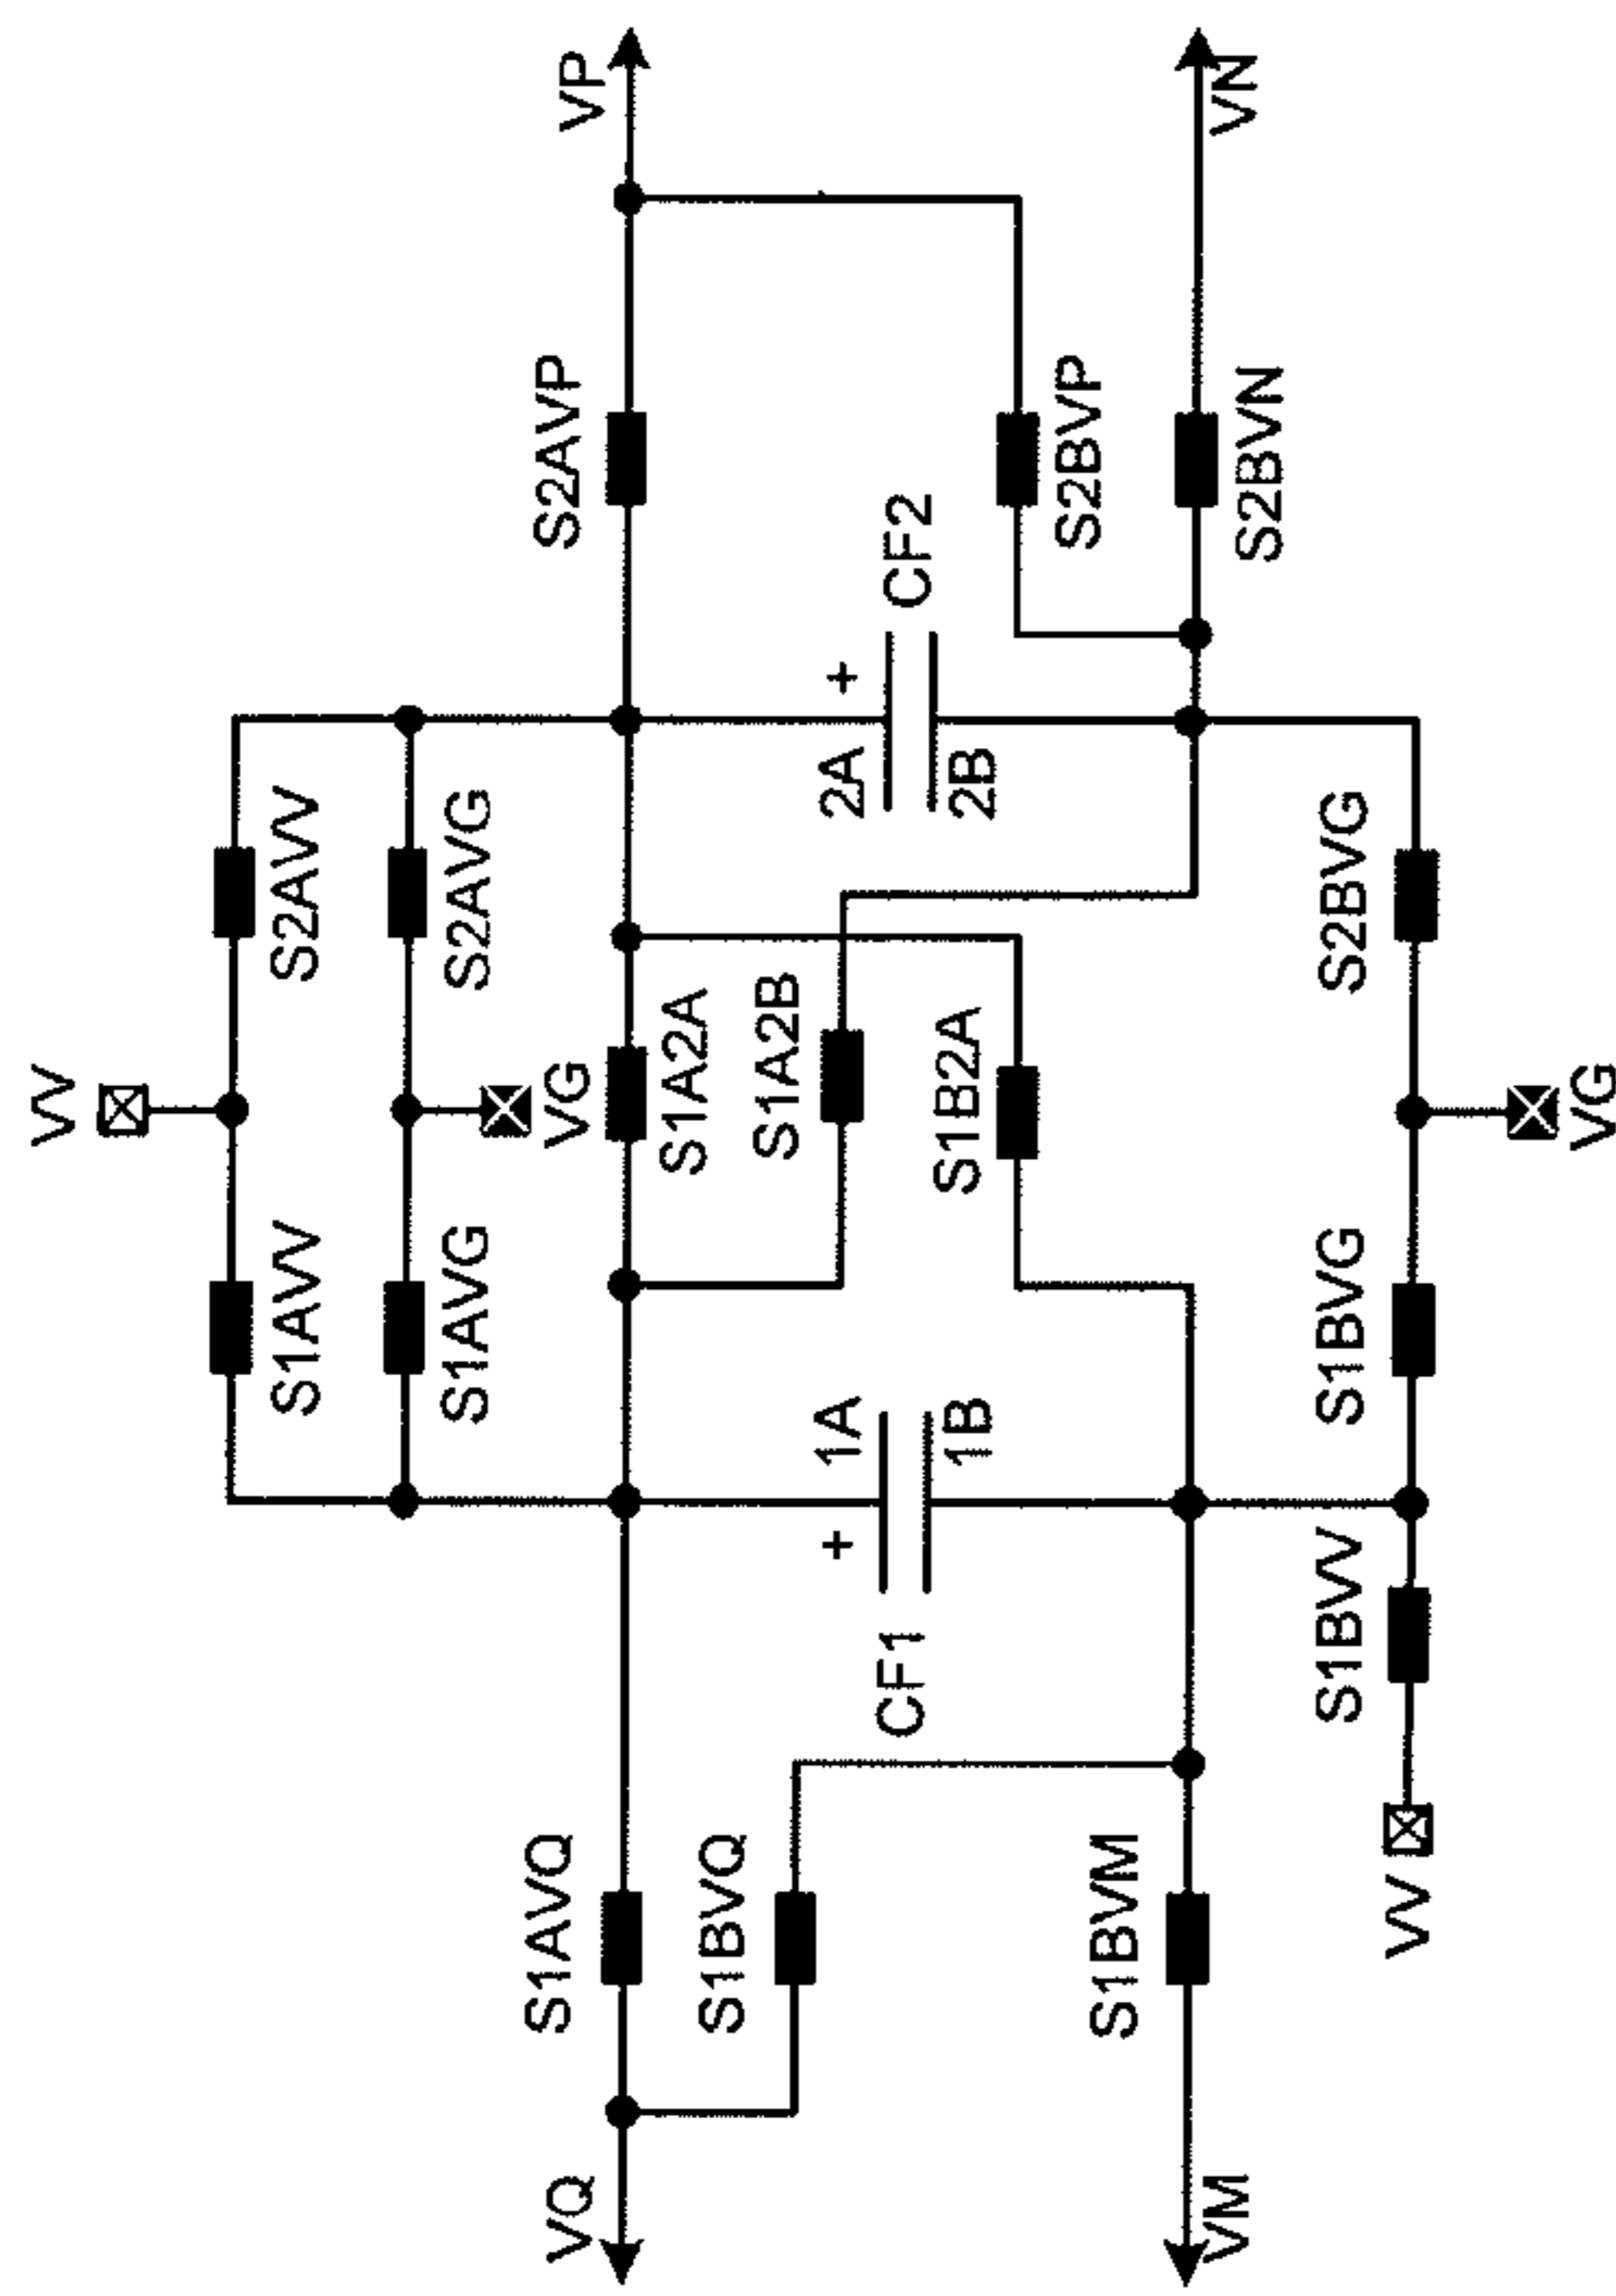 VV
S1AVV
S2AVV
S1AVG
S2AVG
VQ
S1AVQ
VG
S2AVP
VP
S1A2A
S1BVQ
S1A2B
+
1A
2A
+
CF1
CF2
1B
S1B2A
2B
S2BVP
S1BVM
VM
S2BVN
VN
S1BVV
S1BVG
S2BVG
VV
VG